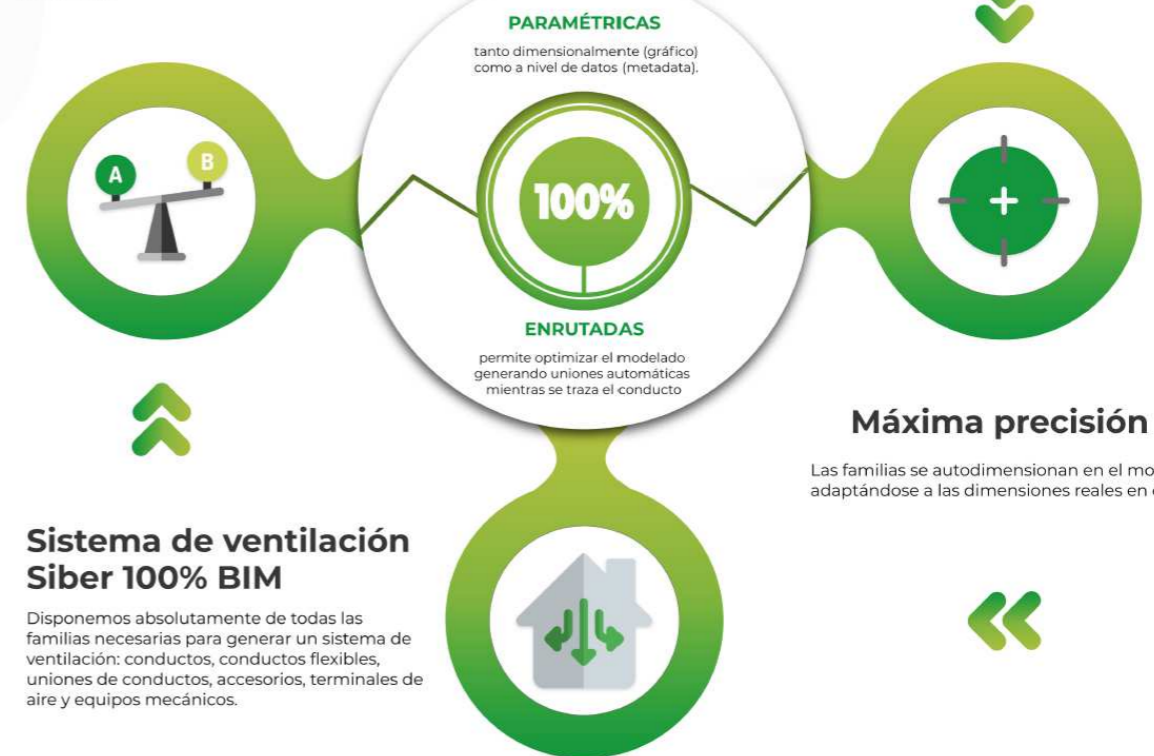 PARAMÉTRICAS
tanto dimensionalmente (gráfico)
como a nivel de datos (metadata).
A
B
100%
ENRUTADAS
permite optimizar el modelado
generando uniones automáticas
mientras se traza el conducto
Máxima precisión
Las familias se autodimensionan en el
adaptándose a las dimensiones reales en
Sistema de ventilación
Siber 100% BIM
Disponemos absolutamente de todas las
familias necesarias para generar un sistema de
ventilación: conductos, conductos flexibles,
uniones de conductos, accesorios, terminales de
aire y equipos mecánicos.